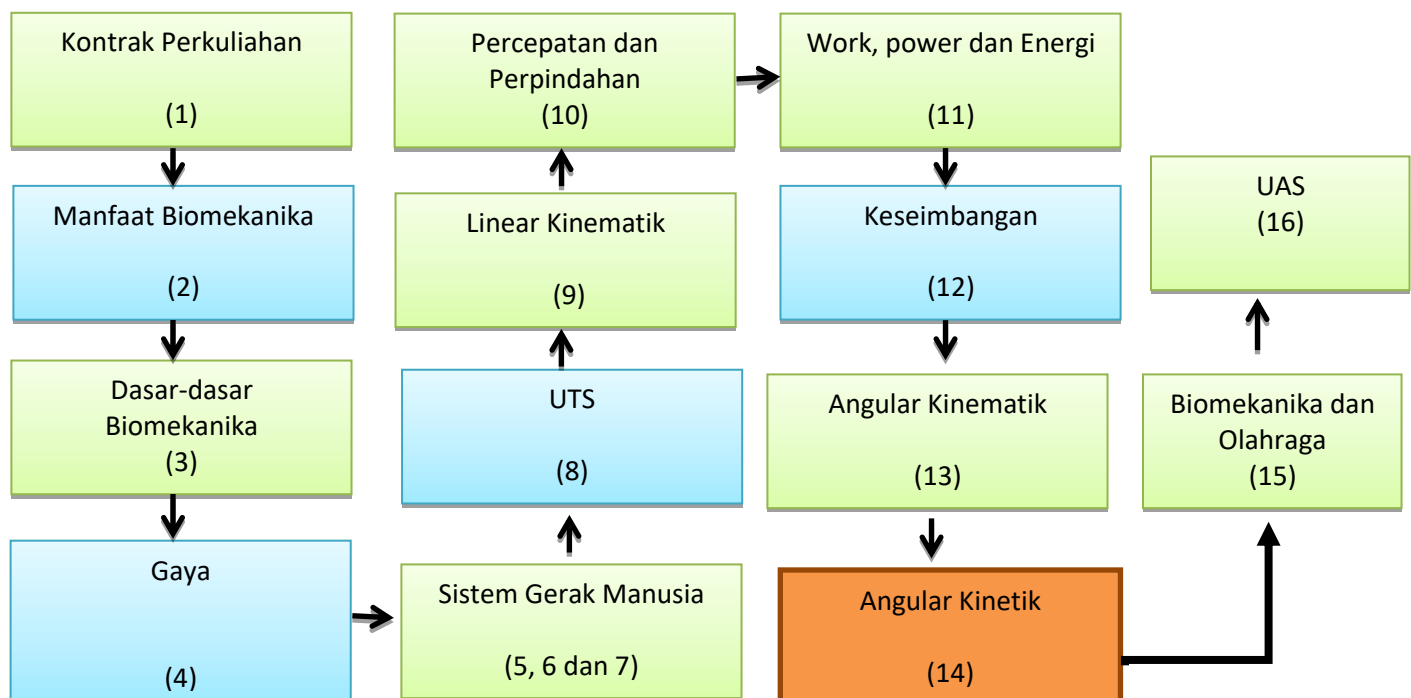 Kontrak Perkuliahan
(1)
Manfaat Biomekanika
(2)
Dasar-dasar
Biomekanika
(3)
Gaya
(4)
Sistem Gerak Manusia
(5, 6 dan 7)
UTS
(8)
Linear Kinematik
(9)
Percepatan dan
Perpindahan
(10)
Work, power dan Energi
(11)
Keseimbangan
(12)
Angular Kinematik
(13)
Angular Kinetik
(14)
Biomekanika dan
Olahraga
(15)
UAS
(16)